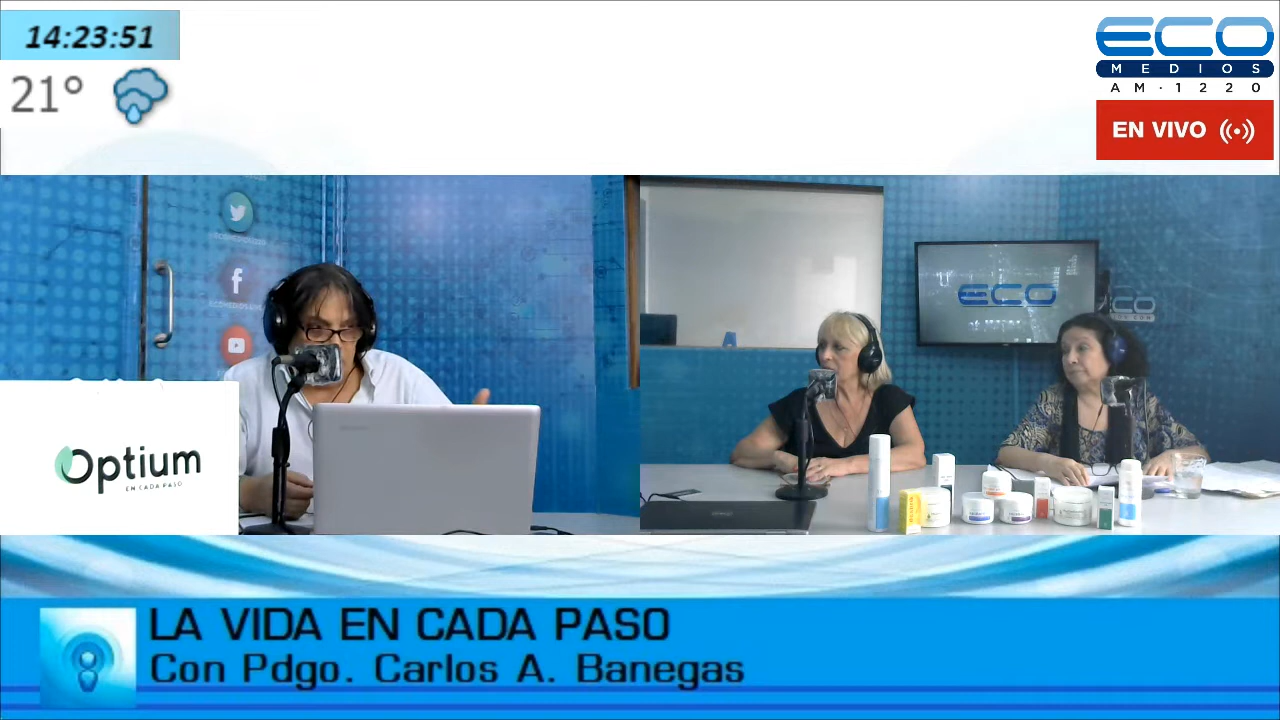 14:23:51
21°
ECO
MEDIOS
AM·1220
EN VIVO
Optium
EN CADA PASO
ECO
LA VIDA EN CADA PASO
Con Pdgo. Carlos A. Banegas